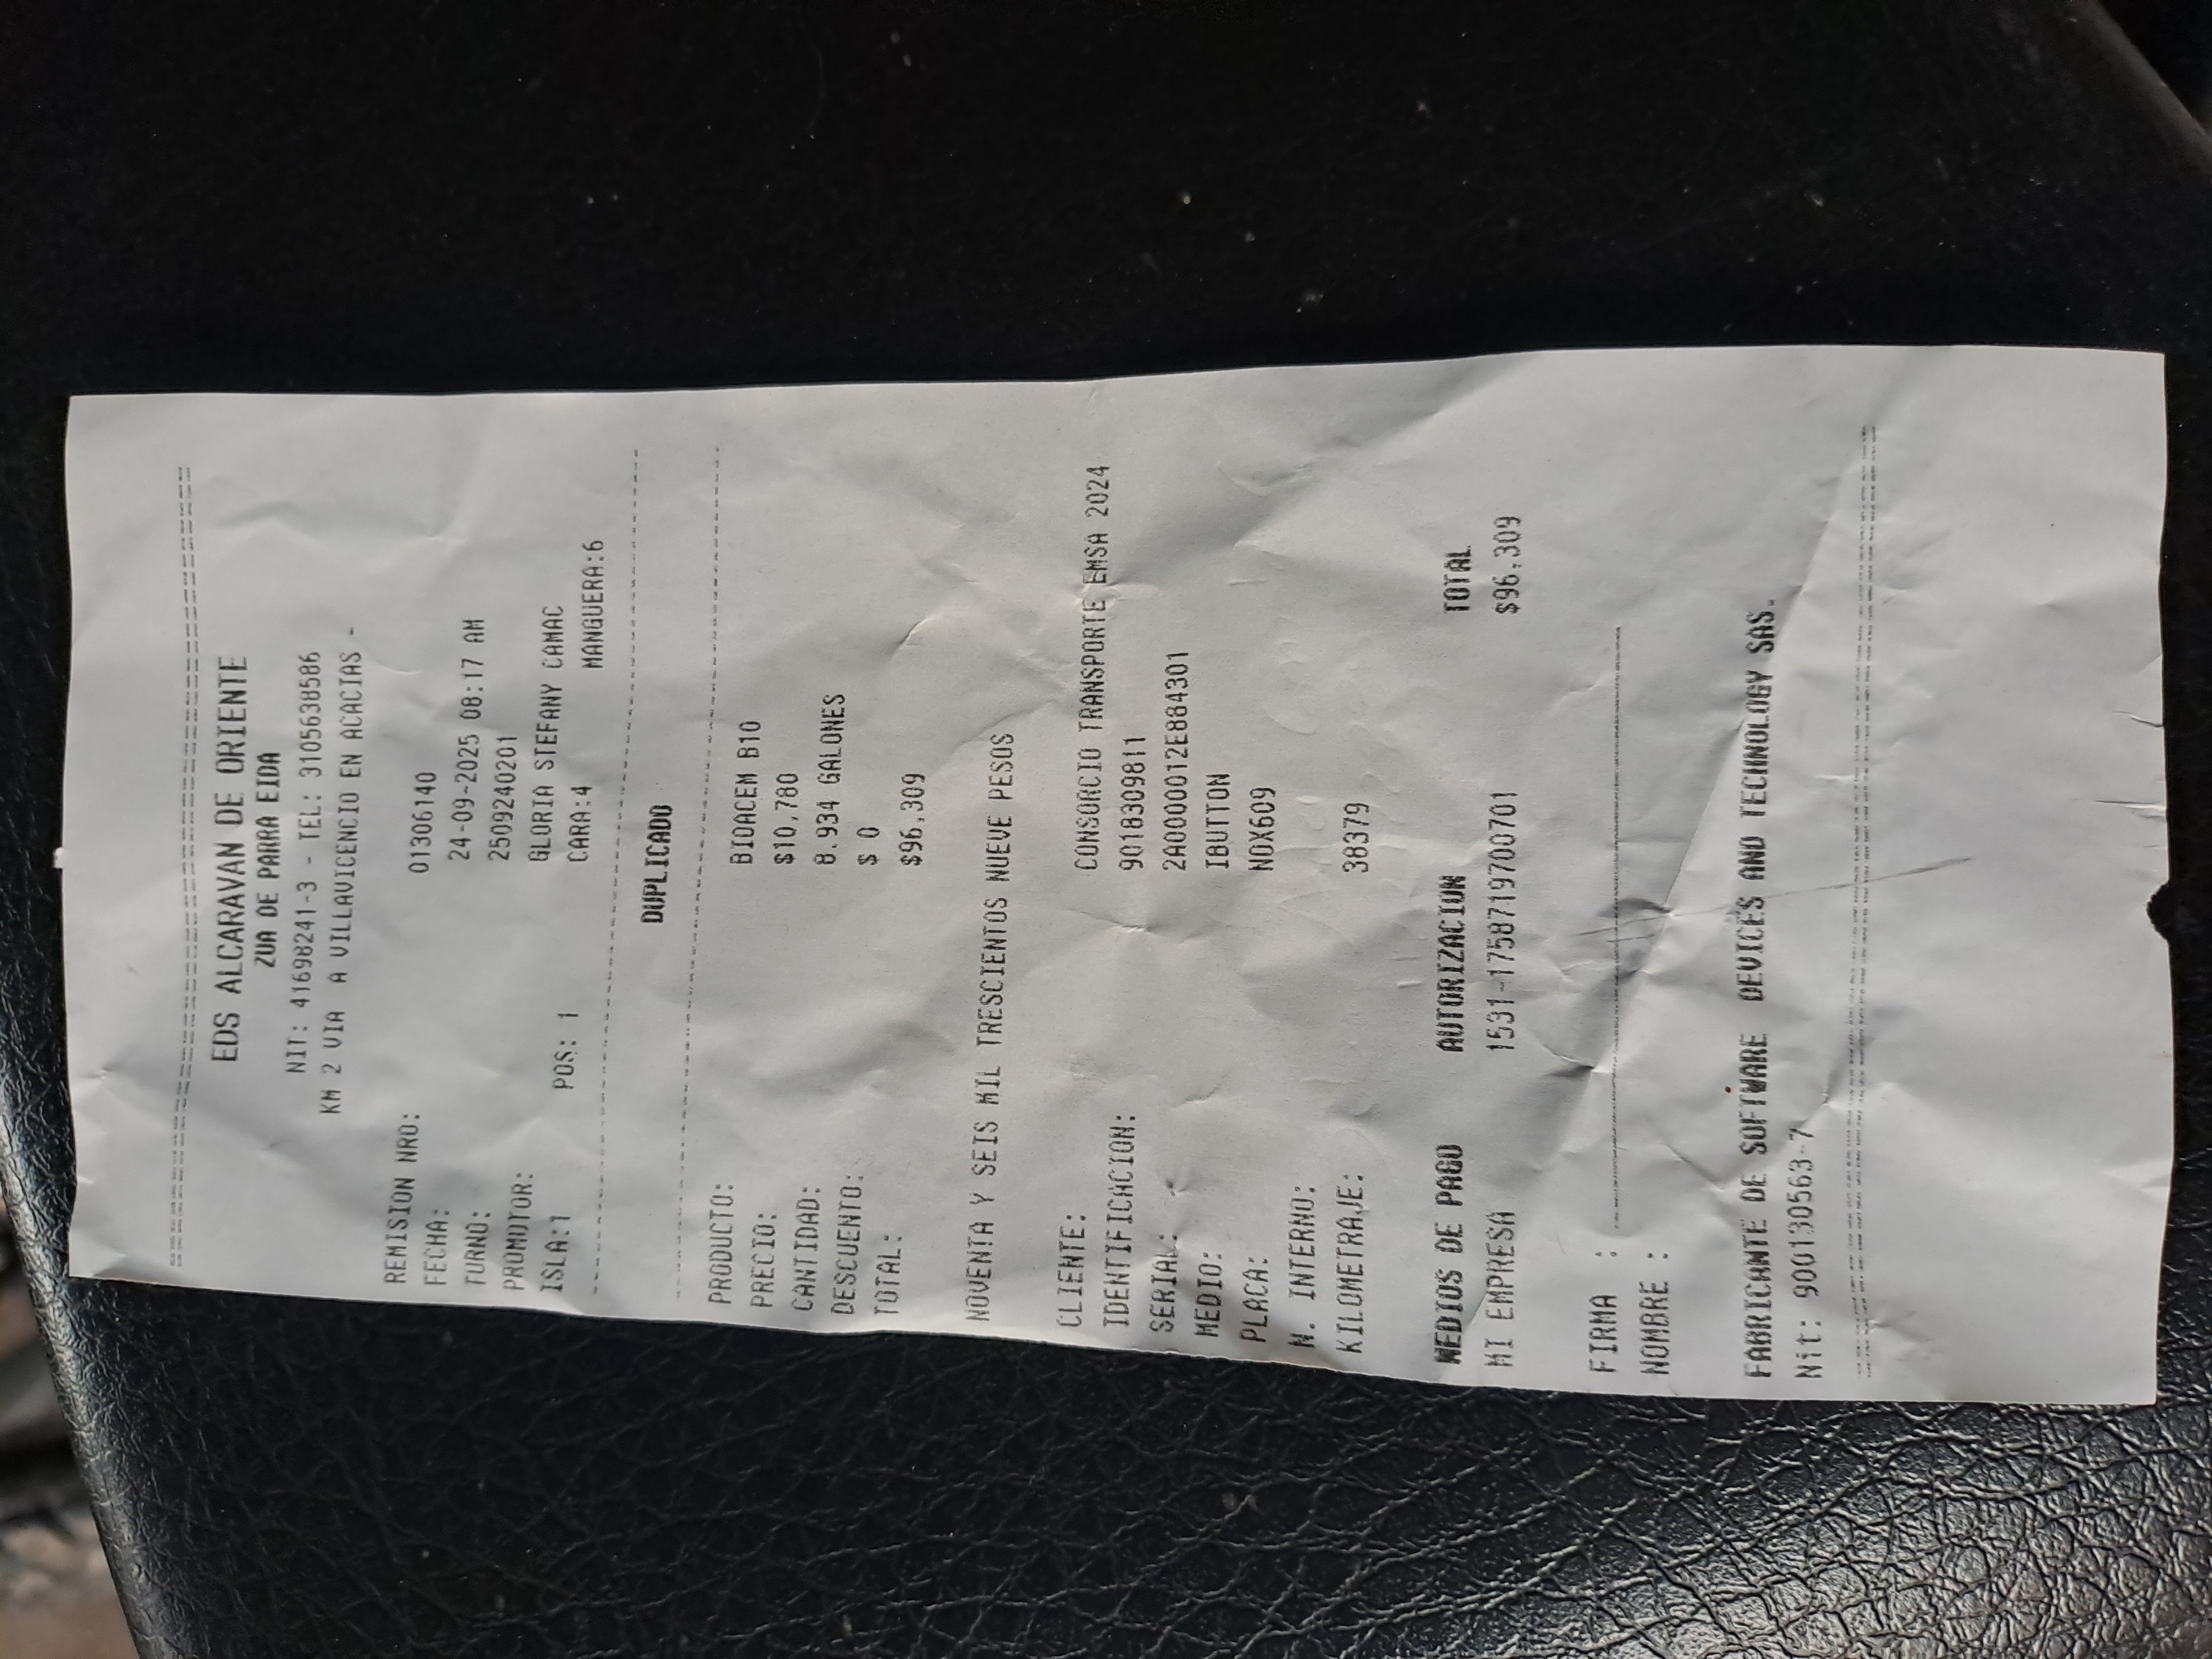 EDS ALCARAVAN DE ORIENTE
ZUA DE PARRA EIDA
NIT: 41698241-3 - TEL: 3105638586
KM 2 VIA A VILLAVICENCIO EN ACACIAS -
REMISION NRO: 01306140
FECHA: 24-09-2025 08:17 AM
TURNO: 2509240201
PROMOTOR: GLORIA STEFANY CAMAC
ISLA:1 POS: 1 CARA:4 MANGUERA:6
DUPLICADO
PRODUCTO: BIOACEM B10
PRECIO: $10,780
CANTIDAD: 8.934 GALONES
DESCUENTO: $ 0
TOTAL: $96,309
NOVENTA Y SEIS MIL TRESCIENTOS NUEVE PESOS
CLIENTE: CONSORCIO TRANSPORTE EMSA 2024
IDENTIFICACION: 9018309811
SERIAL: 2A0000012E884301
MEDIO: IBUTTON
PLACA: NOX609
N. INTERNO:
KILOMETRAJE: 38379
MEDIOS DE PAGO AUTORIZACION TOTAL
MI EMPRESA 1531-1758719700701 $96,309
FIRMA :
NOMBRE :
FABRICANTE DE SOFTWARE DEVICES AND TECHNOLOGY SAS.
Nit: 900130563-7